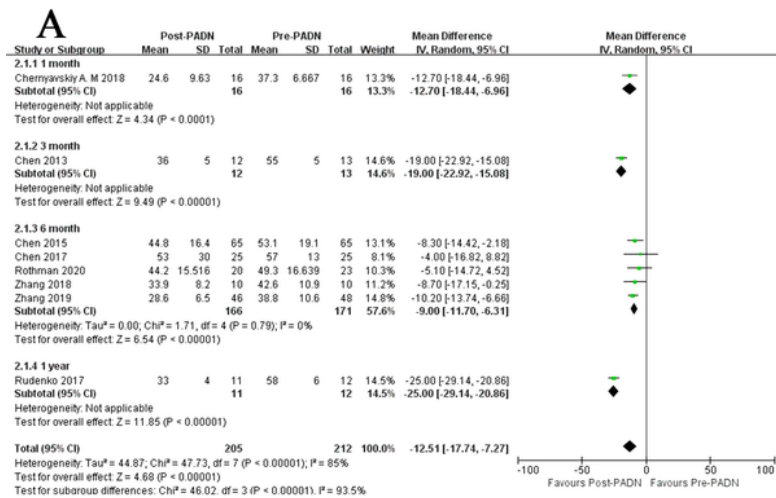 A
Post-PADN Pre-PADN Mean Difference Mean Difference
Study or Subgroup Mean SD Total Mean SD Total Weight IV, Random, 95% CI IV, Random, 95% CI
2.1.1 1 month
Chernyavskiy A. M 2018 24.6 9.63 16 37.3 6.667 16 13.3% -12.70 [-18.44, -6.96]
Subtotal (95% CI) 16 16 13.3% -12.70 [-18.44, -6.96]
Heterogeneity: Not applicable
Test for overall effect: Z = 4.34 (P < 0.0001)
2.1.2 3 month
Chen 2013 36 5 12 55 5 13 14.6% -19.00 [-22.92, -15.08]
Subtotal (95% CI) 12 13 14.6% -19.00 [-22.92, -15.08]
Heterogeneity: Not applicable
Test for overall effect: Z = 9.49 (P < 0.00001)
2.1.3 6 month
Chen 2015 44.8 16.4 65 53.1 19.1 65 13.1% -8.30 [-14.42, -2.18]
Chen 2017 53 30 25 57 13 25 8.1% -4.00 [-16.82, 8.82]
Rothman 2020 44.2 15.516 20 49.3 16.639 23 10.1% -5.10 [-14.72, 4.52]
Zhang 2018 33.9 8.2 10 42.6 10.9 10 11.2% -8.70 [-17.15, -0.25]
Zhang 2019 28.6 6.5 46 38.8 10.6 48 14.8% -10.20 [-13.74, -6.66]
Subtotal (95% CI) 166 171 57.6% -9.00 [-11.70, -6.31]
Heterogeneity: Tau² = 0.00; Chi² = 1.71, df = 4 (P = 0.79); I² = 0%
Test for overall effect: Z = 6.54 (P < 0.00001)
2.1.4 1 year
Rudenko 2017 33 4 11 58 6 12 14.5% -25.00 [-29.14, -20.86]
Subtotal (95% CI) 11 12 14.5% -25.00 [-29.14, -20.86]
Heterogeneity: Not applicable
Test for overall effect: Z = 11.85 (P < 0.00001)
Total (95% CI) 205 212 100.0% -12.51 [-17.74, -7.27]
Heterogeneity: Tau² = 44.87; Chi² = 47.73, df = 7 (P < 0.00001); I² = 85%
Test for overall effect: Z = 4.68 (P < 0.00001)
Test for subgroup differences: Chi² = 46.02, df = 3 (P < 0.00001), I² = 93.5%
-100 -50 0 50 100
Favours Post-PADN Favours Pre-PADN